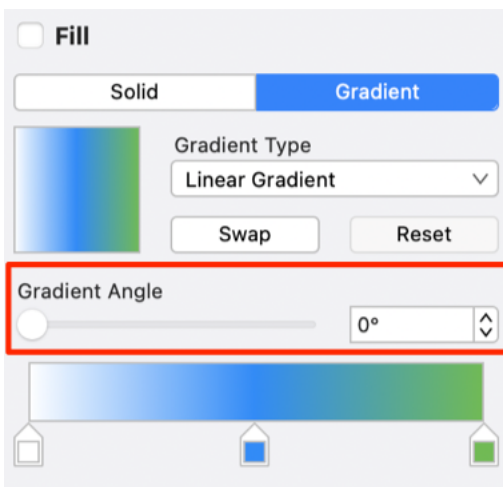 Fill
Solid Gradient
Gradient Type
Linear Gradient
Swap Reset
Gradient Angle
0°